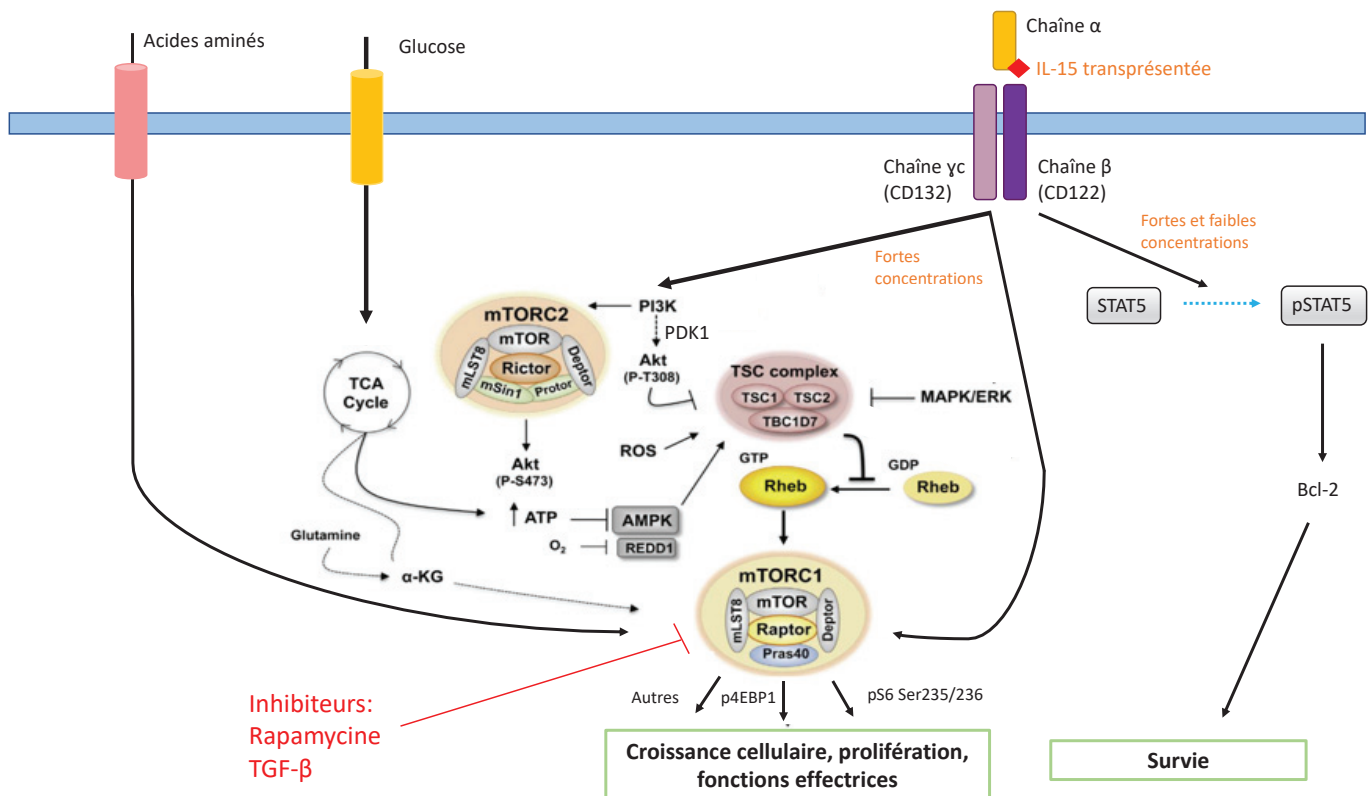 Acides aminés
Glucose
Chaîne α
IL-15 transprésentée
Chaîne ɣc
(CD132)
Chaîne β
(CD122)
Fortes et faibles
concentrations
Fortes
concentrations
STAT5
pSTAT5
PI3K
PDK1
Akt
(P-T308)
mTORC2
mTOR
mLST8
Rictor
Deptor
mSin1
Protor
TSC complex
TSC1
TSC2
TBC1D7
MAPK/ERK
TCA
Cycle
ROS
Akt
(P-S473)
GTP
GDP
Rheb
Rheb
Bcl-2
ATP
AMPK
O₂
REDD1
Glutamine
α-KG
mTORC1
mTOR
mLST8
Raptor
Deptor
Pras40
Inhibiteurs:
Rapamycine
TGF-β
Autres
p4EBP1
pS6 Ser235/236
Croissance cellulaire, prolifération,
fonctions effectrices
Survie